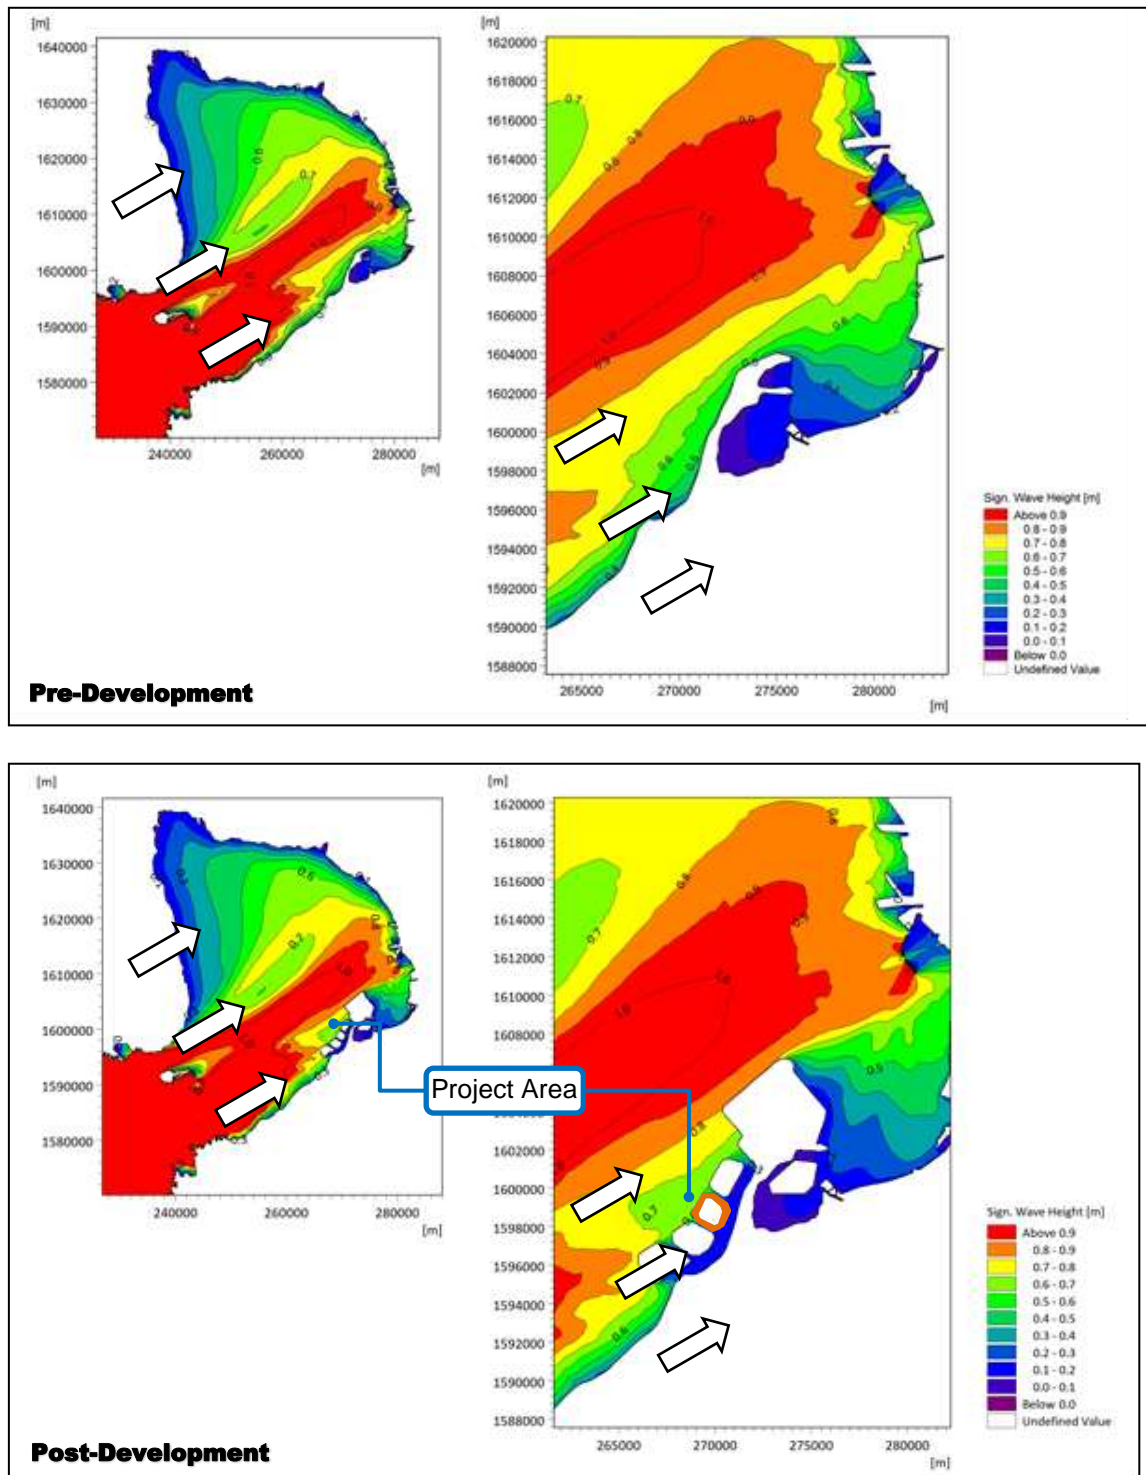 [m]
1640000
1630000
1620000
1610000
1600000
1590000
1580000
240000 260000 280000
[m]
[m]
1620000
1618000
1616000
1614000
1612000
1610000
1608000
1606000
1604000
1602000
1600000
1598000
1596000
1594000
1592000
1590000
1588000
265000 270000 275000 280000
[m]
Sign. Wave Height [m]
Above 0.9
0.8 - 0.9
0.7 - 0.8
0.6 - 0.7
0.5 - 0.6
0.4 - 0.5
0.3 - 0.4
0.2 - 0.3
0.1 - 0.2
0.0 - 0.1
Below 0.0
Undefined Value
Pre-Development
[m]
1640000
1630000
1620000
1610000
1600000
1590000
1580000
240000 260000 280000
[m]
Project Area
[m]
1620000
1618000
1616000
1614000
1612000
1610000
1608000
1606000
1602000
1600000
1598000
1596000
1594000
1592000
1590000
1588000
265000 270000 275000 280000
[m]
Sign. Wave Height [m]
Above 0.9
0.8 - 0.9
0.7 - 0.8
0.6 - 0.7
0.5 - 0.6
0.4 - 0.5
0.3 - 0.4
0.2 - 0.3
0.1 - 0.2
0.0 - 0.1
Below 0.0
Undefined Value
Post-Development